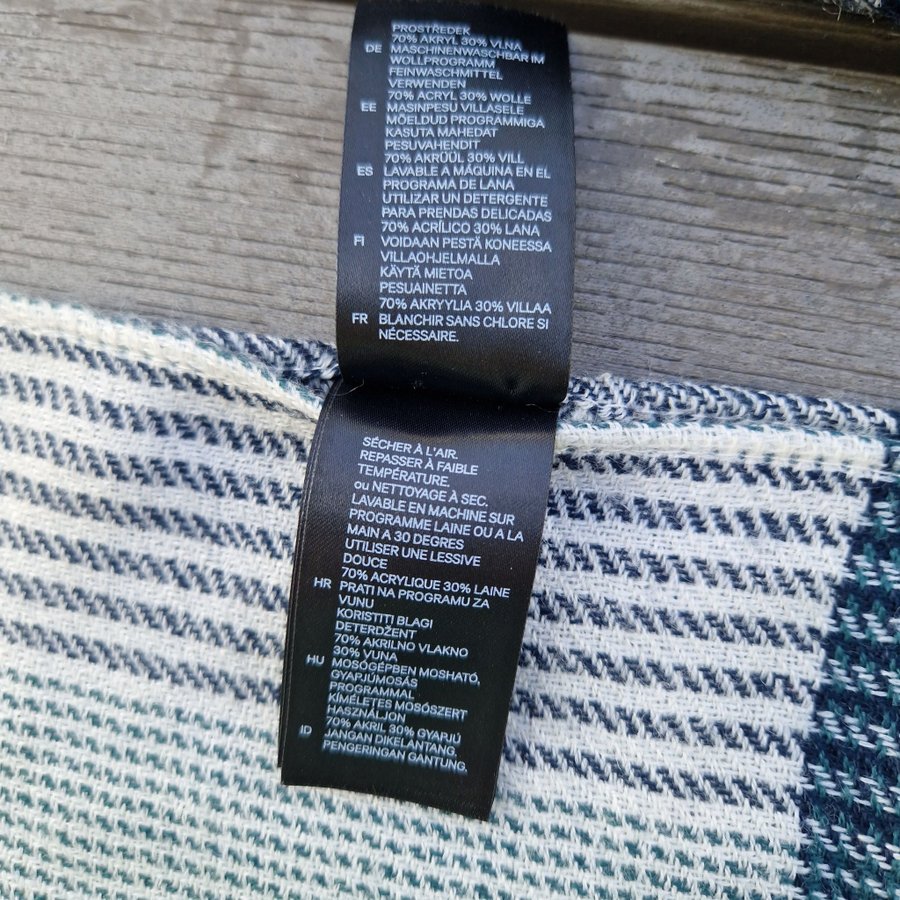 PROSTŘEDEK
70% AKRYL 30% VLNA
DE MASCHINENWASCHBAR IM
WOLLPROGRAMM
FEINWASCHMITTEL
VERWENDEN
70% ACRYL 30% WOLLE
EE MASINPESU VILLASELE
MÖELDUD PROGRAMMIGA
KASUTA MAHEDAT
PESUVAHENDIT
70% AKRÜÜL 30% VILL
ES LAVABLE A MÁQUINA EN EL
PROGRAMA DE LANA
UTILIZAR UN DETERGENTE
PARA PRENDAS DELICADAS
70% ACRÍLICO 30% LANA
FI VOIDAAN PESTÄ KONEESSA
VILLAOHJELMALLA
KÄYTÄ MIETOA
PESUAINETTA
70% AKRYYLIA 30% VILLAA
FR BLANCHIR SANS CHLORE SI
NÉCESSAIRE.
SÉCHER À L'AIR.
REPASSER À FAIBLE
TEMPÉRATURE.
ou NETTOYAGE À SEC.
LAVABLE EN MACHINE SUR
PROGRAMME LAINE OU A LA
MAIN A 30 DEGRES
UTILISER UNE LESSIVE
DOUCE
70% ACRYLIQUE 30% LAINE
HR PRATI NA PROGRAMU ZA
VUNU
KORISTITI BLAGI
DETERDŽENT
70% AKRILNO VLAKNO
30% VUNA
HU MOSÓGÉPBEN MOSHATÓ,
GYAPJÚMOSÁS
PROGRAMMAL
KÍMÉLETES MOSÓSZERT
HASZNÁLJON
70% AKRIL 30% GYAPJÚ
ID JANGAN DIKELANTANG.
PENGERINGAN GANTUNG.